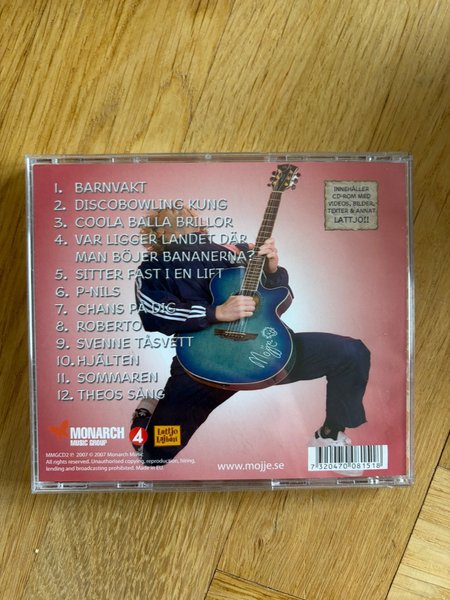 1. BARNVAKT
2. DISCOBOWLING KUNG
3. COOLA BALLA BRILLOR
4. VAR LIGGER LANDET DÄR
MAN BÖJER BANANERNA?
5. SITTER FAST I EN LIFT
6. P-NILS
7. CHANS PÅ DIG
8. ROBERTO
9. SVENNE TÅSVETT
10. HJÄLTEN
11. SOMMAREN
12. THEOS SÅNG
INNEHÅLLER
CD-ROM MED
VIDEOS, BILDER,
TEXTER & ANNAT
LATTJO!!
Mojje
MONARCH
MUSIC GROUP
4
Lattjo
Lajban
MMGCD2 ℗ 2007 © 2007 Monarch Music
All rights reserved. Unauthorised copying, reproduction, hiring,
lending and broadcasting prohibited. Made in EU
www.mojje.se
7 320470 081518